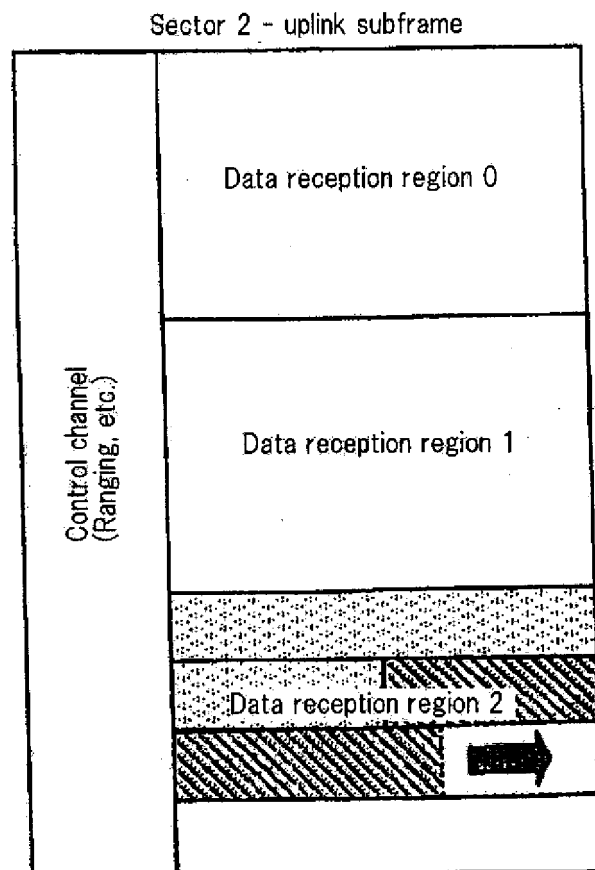 Sector 2 - uplink subframe
Data reception region 0
Control channel
(Ranging, etc.)
Data reception region 1
Data reception region 2